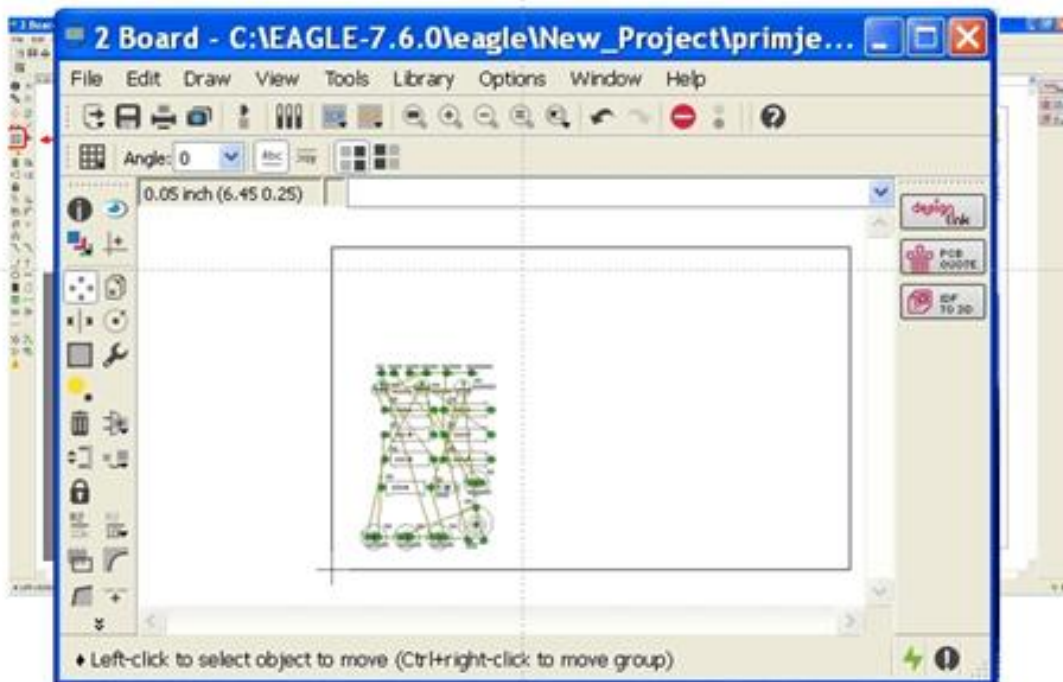 2 Board - C:\EAGLE-7.6.0\eagle\New_Project\primje...
File Edit Draw View Tools Library Options Window Help
Angle: 0
Abc
0.05 inch (6.45 0.25)
design link
PCB QUOTE
IDF TO 3D
R2
♦ Left-click to select object to move (Ctrl+right-click to move group)